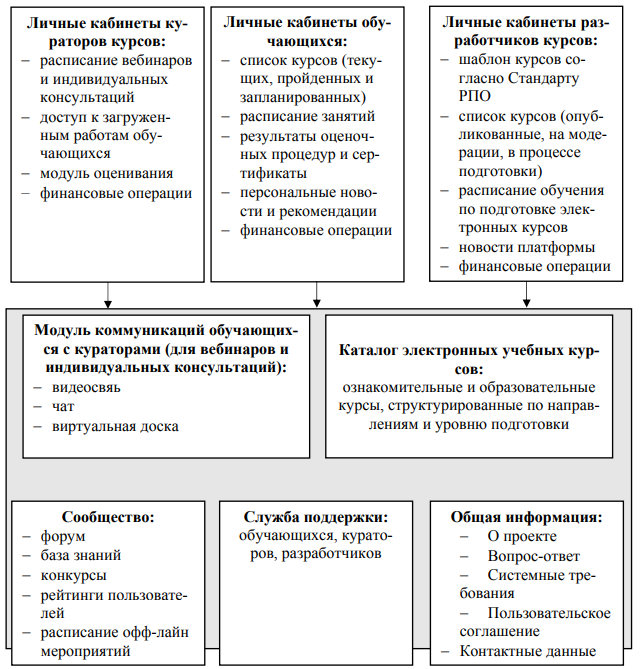 Личные кабинеты ку-
раторов курсов:
– расписание вебинаров
и индивидуальных
консультаций
– доступ к загружен-
ным работам обу-
чающихся
– модуль оценивания
– финансовые операции
Личные кабинеты обу-
чающихся:
– список курсов (теку-
щих, пройденных и
запланированных)
– расписание занятий
– результаты оценоч-
ных процедур и сер-
тификаты
– персональные ново-
сти и рекомендации
– финансовые операции
Личные кабинеты раз-
работчиков курсов:
– шаблон курсов со-
гласно Стандарту
РПО
– список курсов (опуб-
ликованные, на моде-
рации, в процессе
подготовки)
– расписание обучения
по подготовке элек-
тронных курсов
– новости платформы
– финансовые операции
Модуль коммуникаций обучающих-
ся с кураторами (для вебинаров и
индивидуальных консультаций):
– видеосвяь
– чат
– виртуальная доска
Каталог электронных учебных кур-
сов:
ознакомительные и образовательные
курсы, структурированные по направ-
лениям и уровню подготовки
Сообщество:
– форум
– база знаний
– конкурсы
– рейтинги пользовате-
лей
– расписание офф-лайн
мероприятий
Служба поддержки:
обучающихся, курато-
ров, разработчиков
Общая информация:
– О проекте
– Вопрос-ответ
– Системные тре-
бования
– Пользовательское
соглашение
– Контактные данные